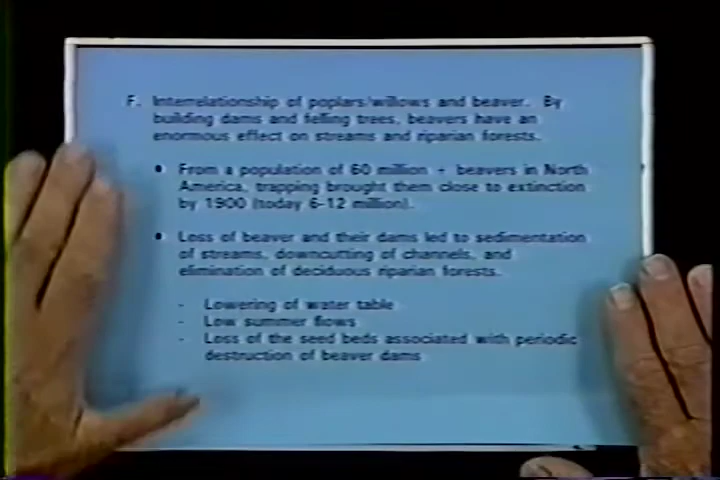 F. Interrelationship of poplars/willows and beaver. By
building dams and felling trees, beavers have an
enormous effect on streams and riparian forests.
• From a population of 60 million + beavers in North
America, trapping brought them close to extinction
by 1900 (today 6-12 million).
• Loss of beaver and their dams led to sedimentation
of streams, downcutting of channels, and
elimination of deciduous riparian forests.
- Lowering of water table
- Low summer flows
- Loss of the seed beds associated with periodic
destruction of beaver dams